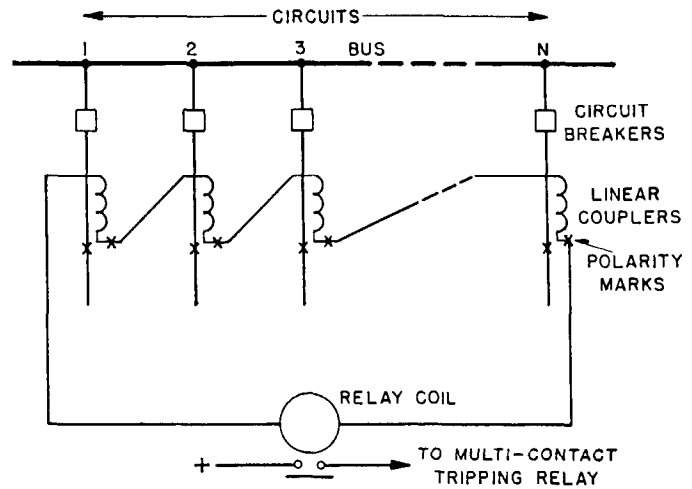 CIRCUITS
1 2 3 BUS N
CIRCUIT
BREAKERS
LINEAR
COUPLERS
POLARITY
MARKS
RELAY COIL
+
TO MULTI-CONTACT
TRIPPING RELAY